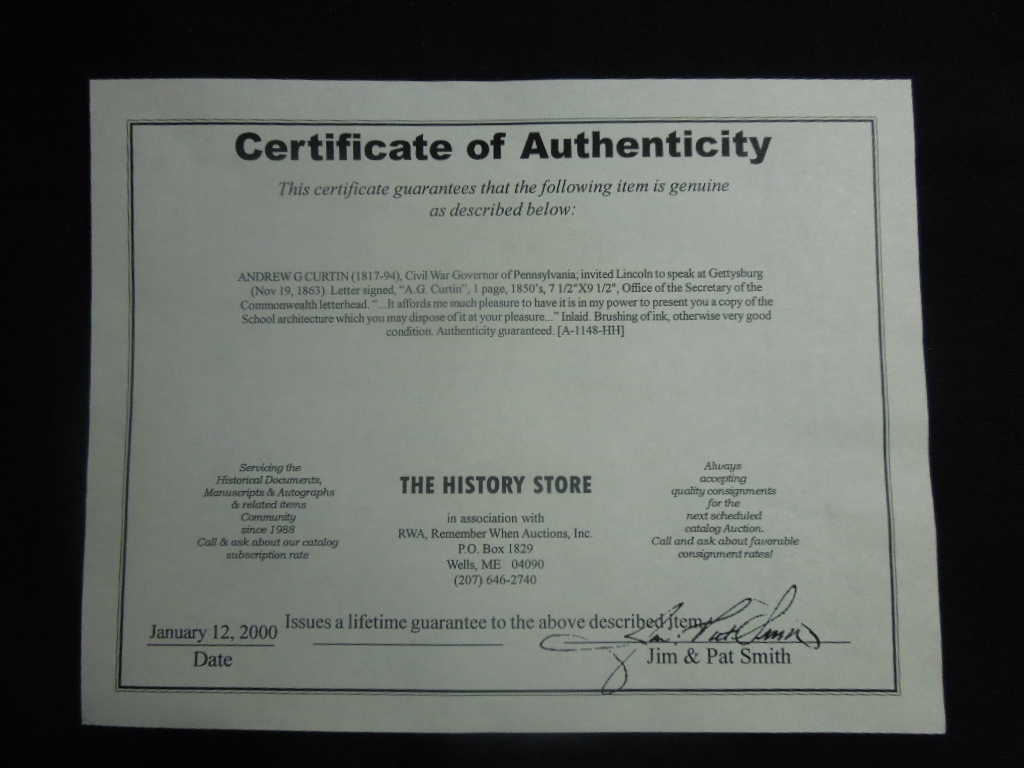 Certificate of Authenticity
This certificate guarantees that the following item is genuine
as described below:
ANDREW G CURTIN (1817-94), Civil War Governor of Pennsylvania; invited Lincoln to speak at Gettysburg
(Nov 19, 1863). Letter signed, "A.G. Curtin", 1 page, 1850's, 7 1/2"X9 1/2", Office of the Secretary of the
Commonwealth letterhead. "...It affords me much pleasure to have it is in my power to present you a copy of the
School architecture which you may dispose of it at your pleasure..." Inlaid. Brushing of ink, otherwise very good
condition. Authenticity guaranteed. [A-1148-HH]
Servicing the
Historical Documents,
Manuscripts & Autographs
& related items
Community
since 1988
Call & ask about our catalog
subscription rate
THE HISTORY STORE
in association with
RWA, Remember When Auctions, Inc.
P.O. Box 1829
Wells, ME 04090
(207) 646-2740
Always
accepting
quality consignments
for the
next scheduled
catalog Auction.
Call and ask about favorable
consignment rates!
Issues a lifetime guarantee to the above described item
January 12, 2000
Date
Jim & Pat Smith
Jim & Pat Smith